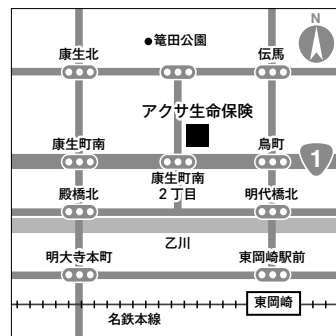 N
●籠田公園
康生北
伝馬
アクサ生命保険
康生町南
康生町南
2丁目
鳥町
1
殿橋北
明代橋北
乙川
明大寺本町
東岡崎駅前
東岡崎
名鉄本線